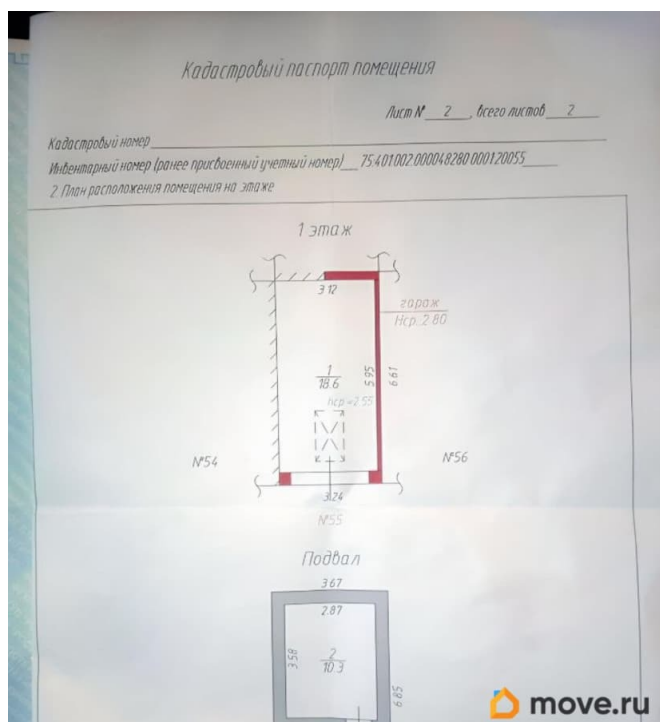 Кадастровый паспорт помещения
Лист № 2 , всего листов 2
Кадастровый номер
Инвентарный номер (ранее присвоенный учетный номер) 75:401:002:000048280:000120055
2. План расположения помещения на этаже
1 этаж
3.12
гараж
Нср. 2.80
1
18.6
5.95
6.61
hср.=2.55
№54
№56
3.24
№55
Подвал
3.67
2.87
3.58
2
10.3
6.85
move.ru